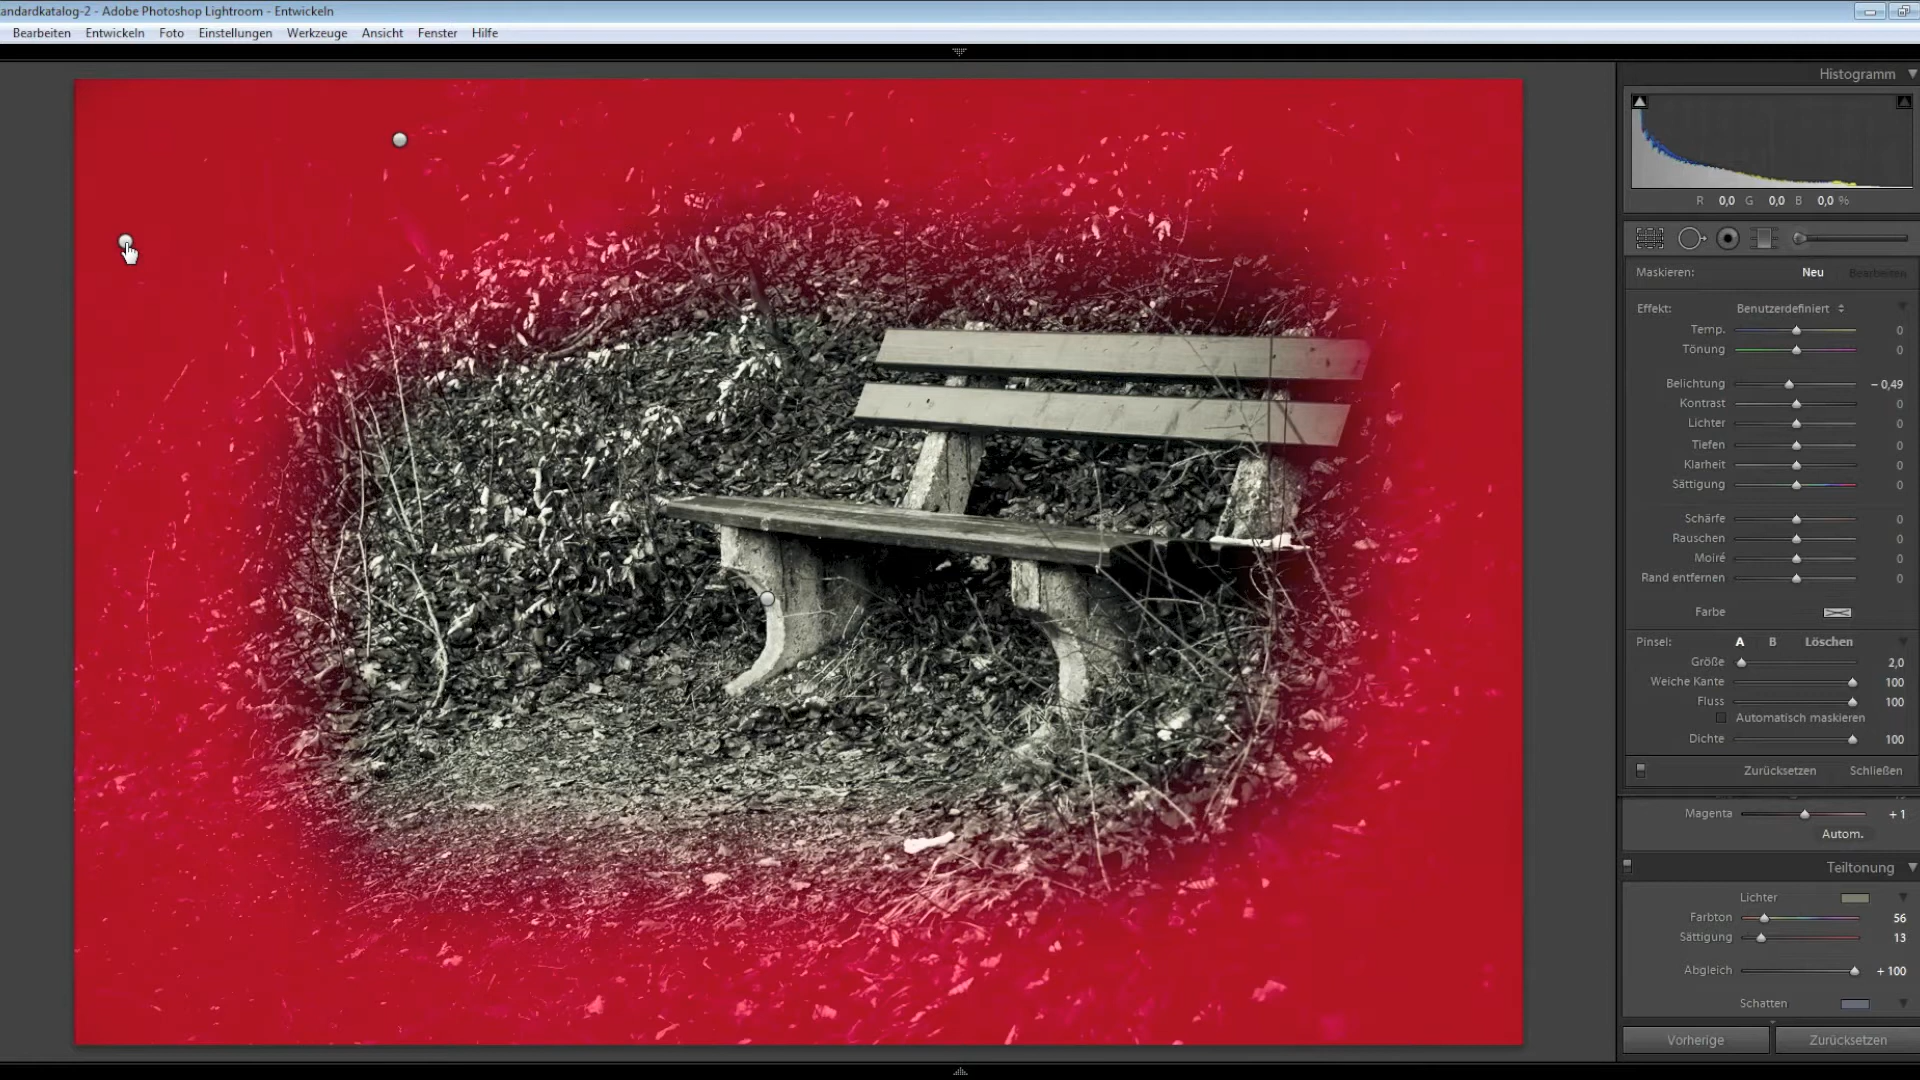 andardkatalog-2 - Adobe Photoshop Lightroom - Entwickeln
Bearbeiten Entwickeln Foto Einstellungen Werkzeuge Ansicht Fenster Hilfe
Histogramm
R 0,0 G 0,0 B 0,0 %
Maskieren: Neu Bearbeiten
Effekt: Benutzerdefiniert
Temp. 0
Tönung 0
Belichtung – 0,49
Kontrast 0
Lichter 0
Tiefen 0
Klarheit 0
Sättigung 0
Schärfe 0
Rauschen 0
Moiré 0
Rand entfernen 0
Farbe
Pinsel: A B Löschen
Größe 2,0
Weiche Kante 100
Fluss 100
Automatisch maskieren
Dichte 100
Zurücksetzen Schließen
Magenta + 1
Autom.
Teiltonung
Lichter
Farbton 56
Sättigung 13
Abgleich + 100
Schatten
Vorherige Zurücksetzen